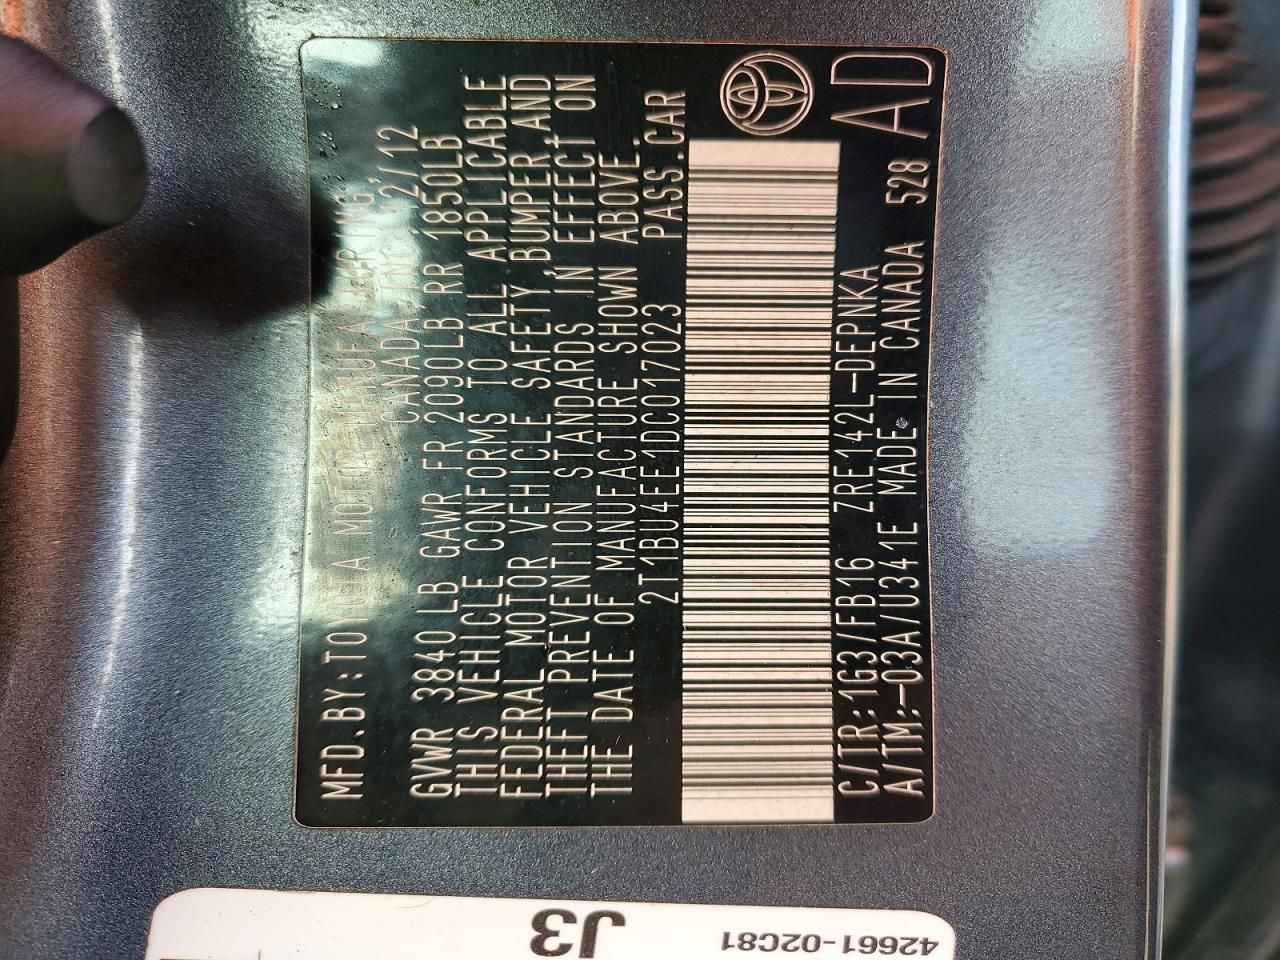 MFD.BY:TOYOTA MOTOR MANUFACTURING
CANADA INC. 12/12
GVWR 3840LB GAWR FR 2090LB RR 1850LB
THIS VEHICLE CONFORMS TO ALL APPLICABLE
FEDERAL MOTOR VEHICLE SAFETY, BUMPER AND
THEFT PREVENTION STANDARDS IN EFFECT ON
THE DATE OF MANUFACTURE SHOWN ABOVE.
2T1BU4EE1DC017023 PASS.CAR
C/TR:1G3/FB16 ZRE142L-DEPNKA
A/TM:-03A/U341E MADE IN CANADA 528
AD
J3
42661-02C81